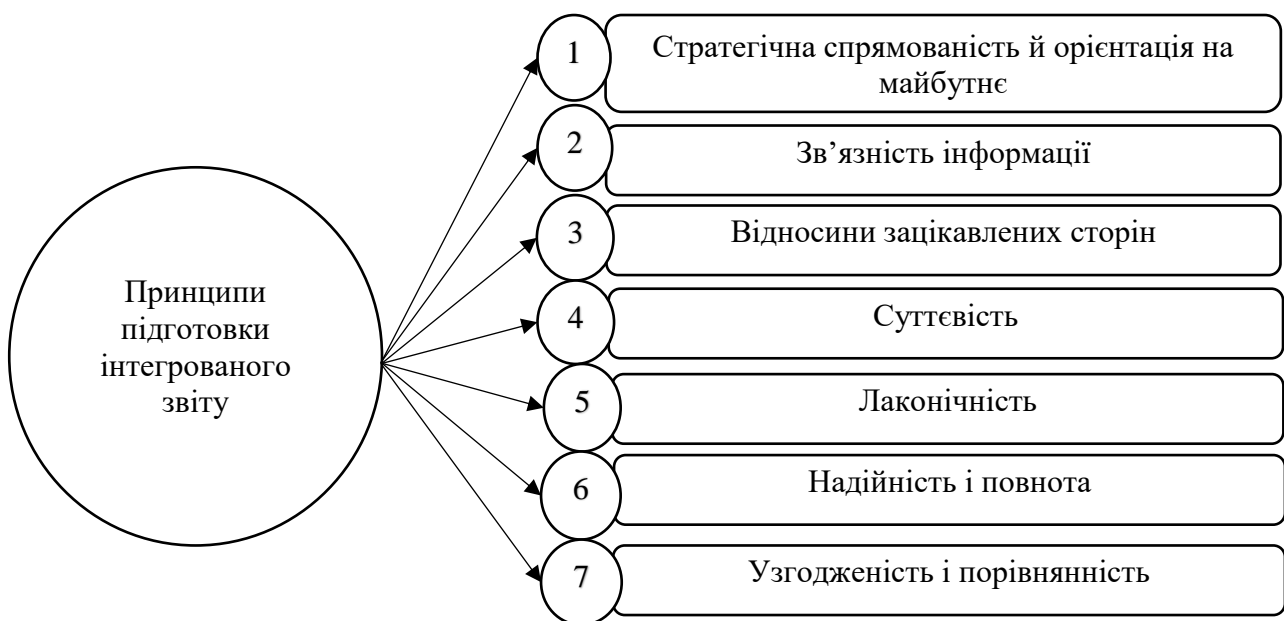 Принципи
підготовки
інтегрованого
звіту
1
Стратегічна спрямованість й орієнтація на
майбутнє
2
Зв’язність інформації
3
Відносини зацікавлених сторін
4
Суттєвість
5
Лаконічність
6
Надійність і повнота
7
Узгодженість і порівнянність